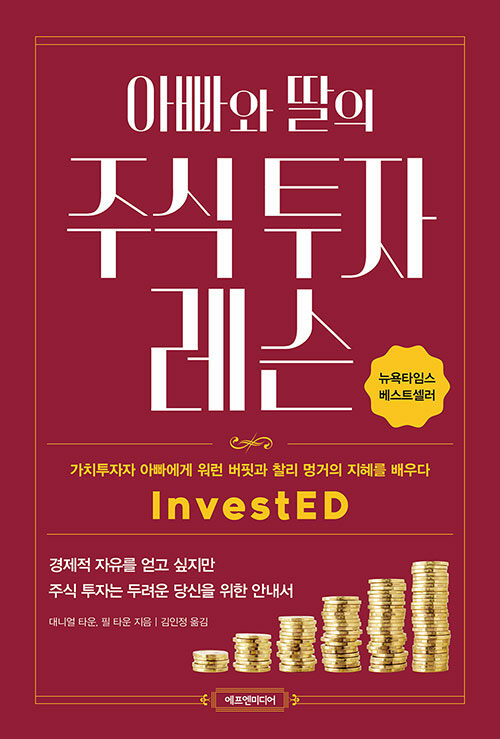 아빠와 딸의
주식 투자
레슨
뉴욕타임스
베스트셀러
가치투자자 아빠에게 워런 버핏과 찰리 멍거의 지혜를 배우다
InvestED
경제적 자유를 얻고 싶지만
주식 투자는 두려운 당신을 위한 안내서
대니얼 타운, 필 타운 지음 | 김인정 옮김
에프엔미디어